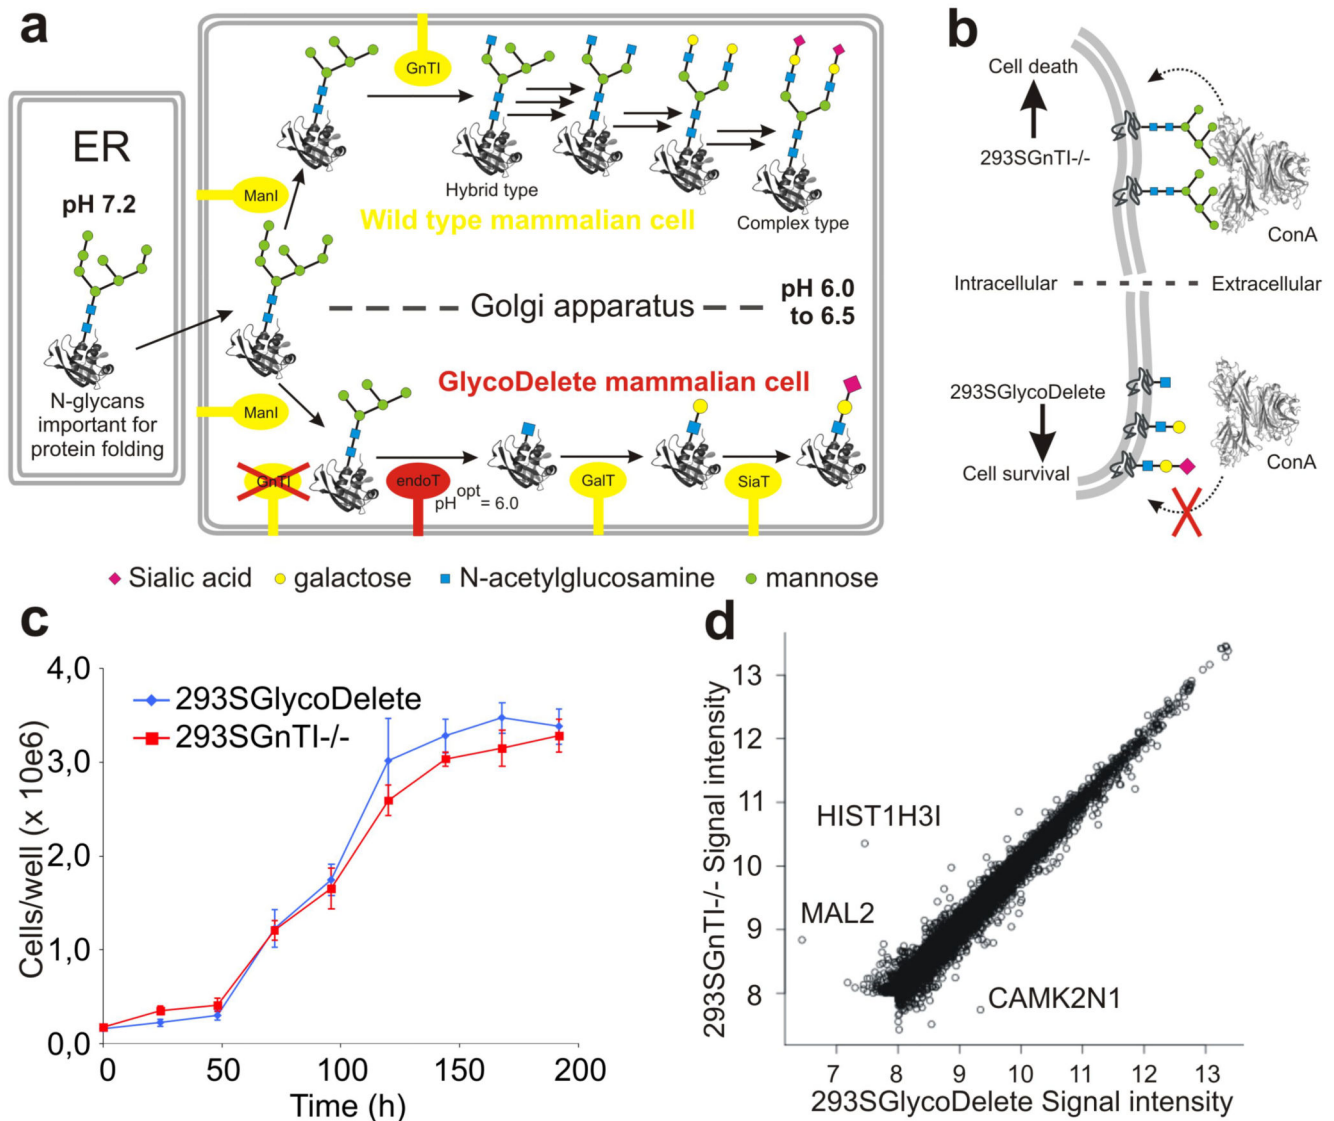 a
ER
pH 7.2
N-glycans
important for
protein folding
ManI
GnTI
Hybrid type
Complex type
Wild type mammalian cell
Golgi apparatus
pH 6.0
to 6.5
GlycoDelete mammalian cell
ManI
GnTI
endoT
pH^opt = 6.0
GalT
SiaT
b
Cell death
293SGnTI-/-
ConA
Intracellular
Extracellular
293SGlycoDelete
Cell survival
ConA
Sialic acid galactose N-acetylglucosamine mannose
c
Cells/well (x 10e6)
4,0
3,0
2,0
1,0
0,0
293SGlycoDelete
293SGnTI-/-
0 50 100 150 200
Time (h)
d
293SGnTI-/- Signal intensity
13
12
11
10
9
8
HIST1H3I
MAL2
CAMK2N1
7 8 9 10 11 12 13
293SGlycoDelete Signal intensity